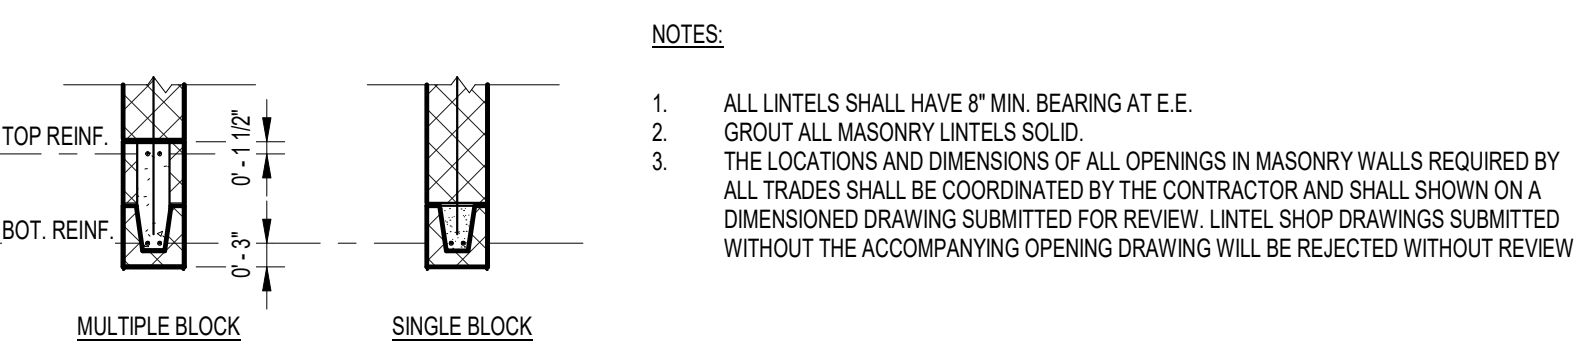 NOTES:
1. ALL LINTELS SHALL HAVE 8" MIN. BEARING AT E.E.
2. GROUT ALL MASONRY LINTELS SOLID.
3. THE LOCATIONS AND DIMENSIONS OF ALL OPENINGS IN MASONRY WALLS REQUIRED BY
ALL TRADES SHALL BE COORDINATED BY THE CONTRACTOR AND SHALL SHOWN ON A
DIMENSIONED DRAWING SUBMITTED FOR REVIEW. LINTEL SHOP DRAWINGS SUBMITTED
WITHOUT THE ACCOMPANYING OPENING DRAWING WILL BE REJECTED WITHOUT REVIEW
TOP REINF.
0' - 1 1/2"
BOT. REINF.
0' - 3"
MULTIPLE BLOCK
SINGLE BLOCK